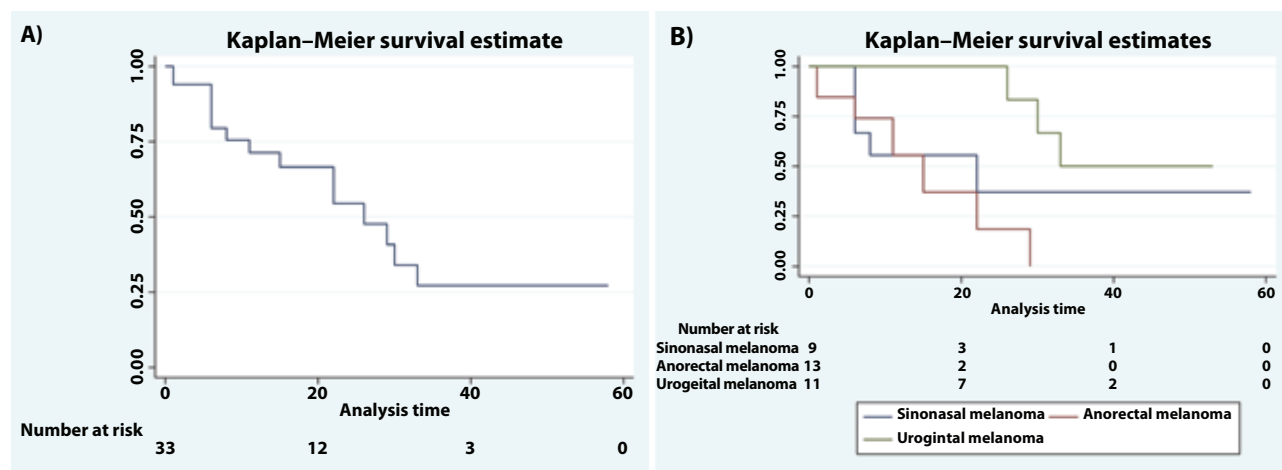 A)
Kaplan–Meier survival estimate
1.00
0.75
0.50
0.25
0.00
0 20 40 60
Analysis time
Number at risk
33 12 3 0
B)
Kaplan–Meier survival estimates
1.00
0.75
0.50
0.25
0.00
0 20 40 60
Analysis time
Number at risk
Sinonasal melanoma 9 3 1 0
Anorectal melanoma 13 2 0 0
Urogeital melanoma 11 7 2 0
Sinonasal melanoma Anorectal melanoma
Urogintal melanoma